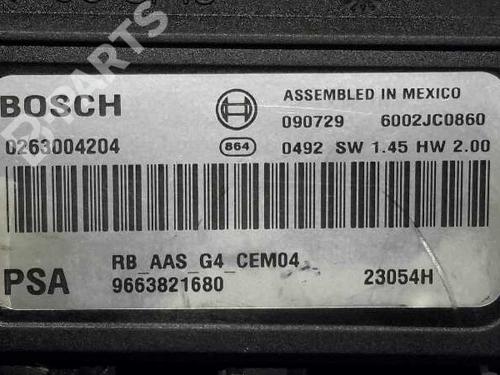 B PARTS
BOSCH
ASSEMBLED IN MEXICO
090729 6002JC0860
0263004204
864 0492 SW 1.45 HW 2.00
PSA
RB_AAS_G4_CEM04
9663821680 23054H